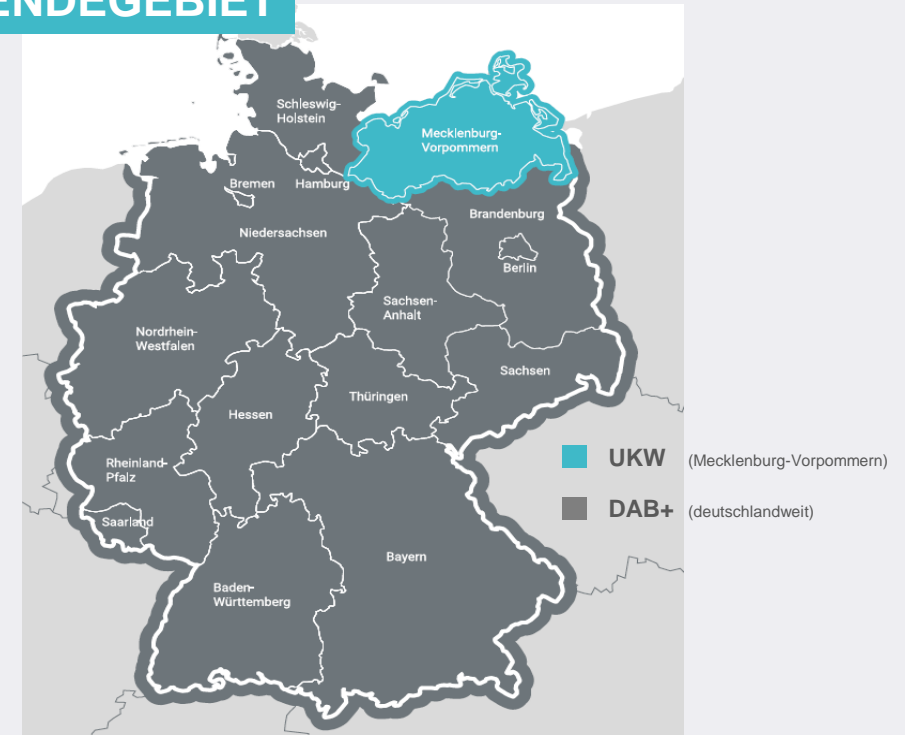 ENDEGEBIET
Schleswig-
Holstein
Mecklenburg-
Vorpommern
Bremen
Hamburg
Brandenburg
Niedersachsen
Berlin
Sachsen-
Anhalt
Nordrhein-
Westfalen
Sachsen
Thüringen
Hessen
UKW (Mecklenburg-Vorpommern)
Rheinland-
Pfalz
DAB+ (deutschlandweit)
Saarland
Bayern
Baden-
Württemberg